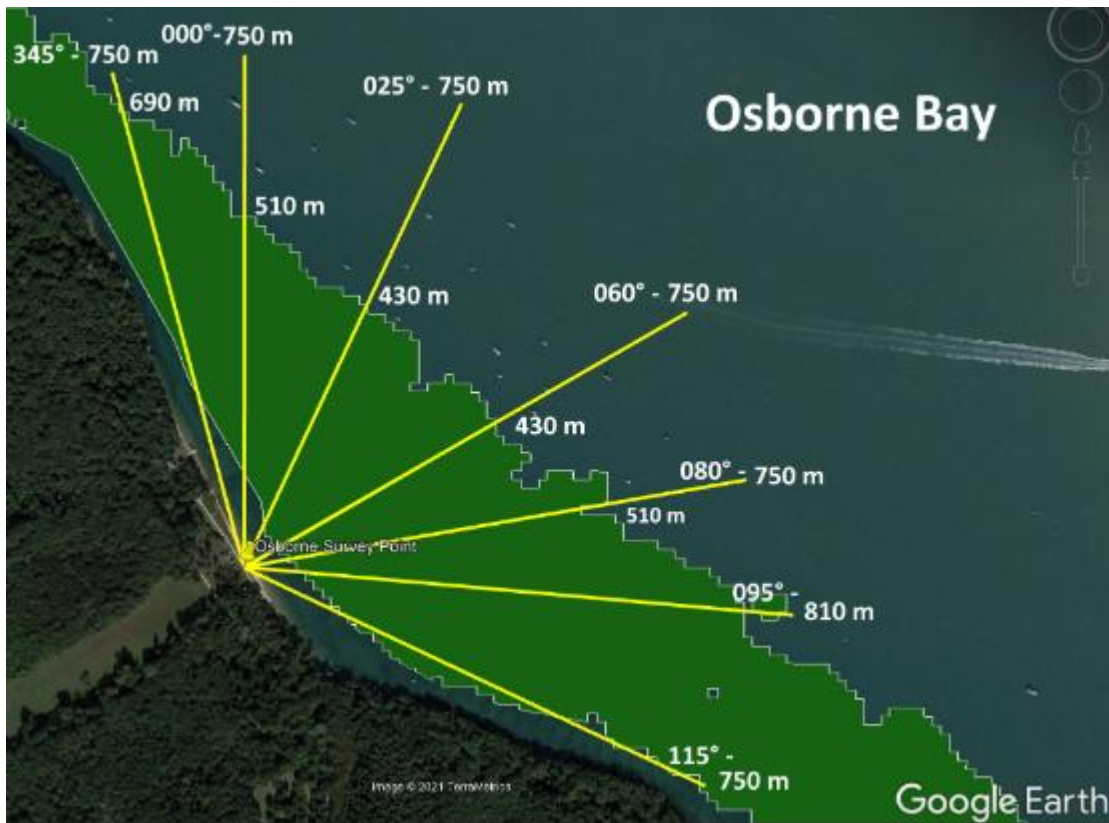 000°-750 m
345° - 750 m
025° - 750 m
690 m
Osborne Bay
510 m
430 m
060° - 750 m
430 m
080° - 750 m
510 m
Osborne Survey Point
095° -
810 m
115° -
750 m
Image © 2021 TerraMetrics
Google Earth